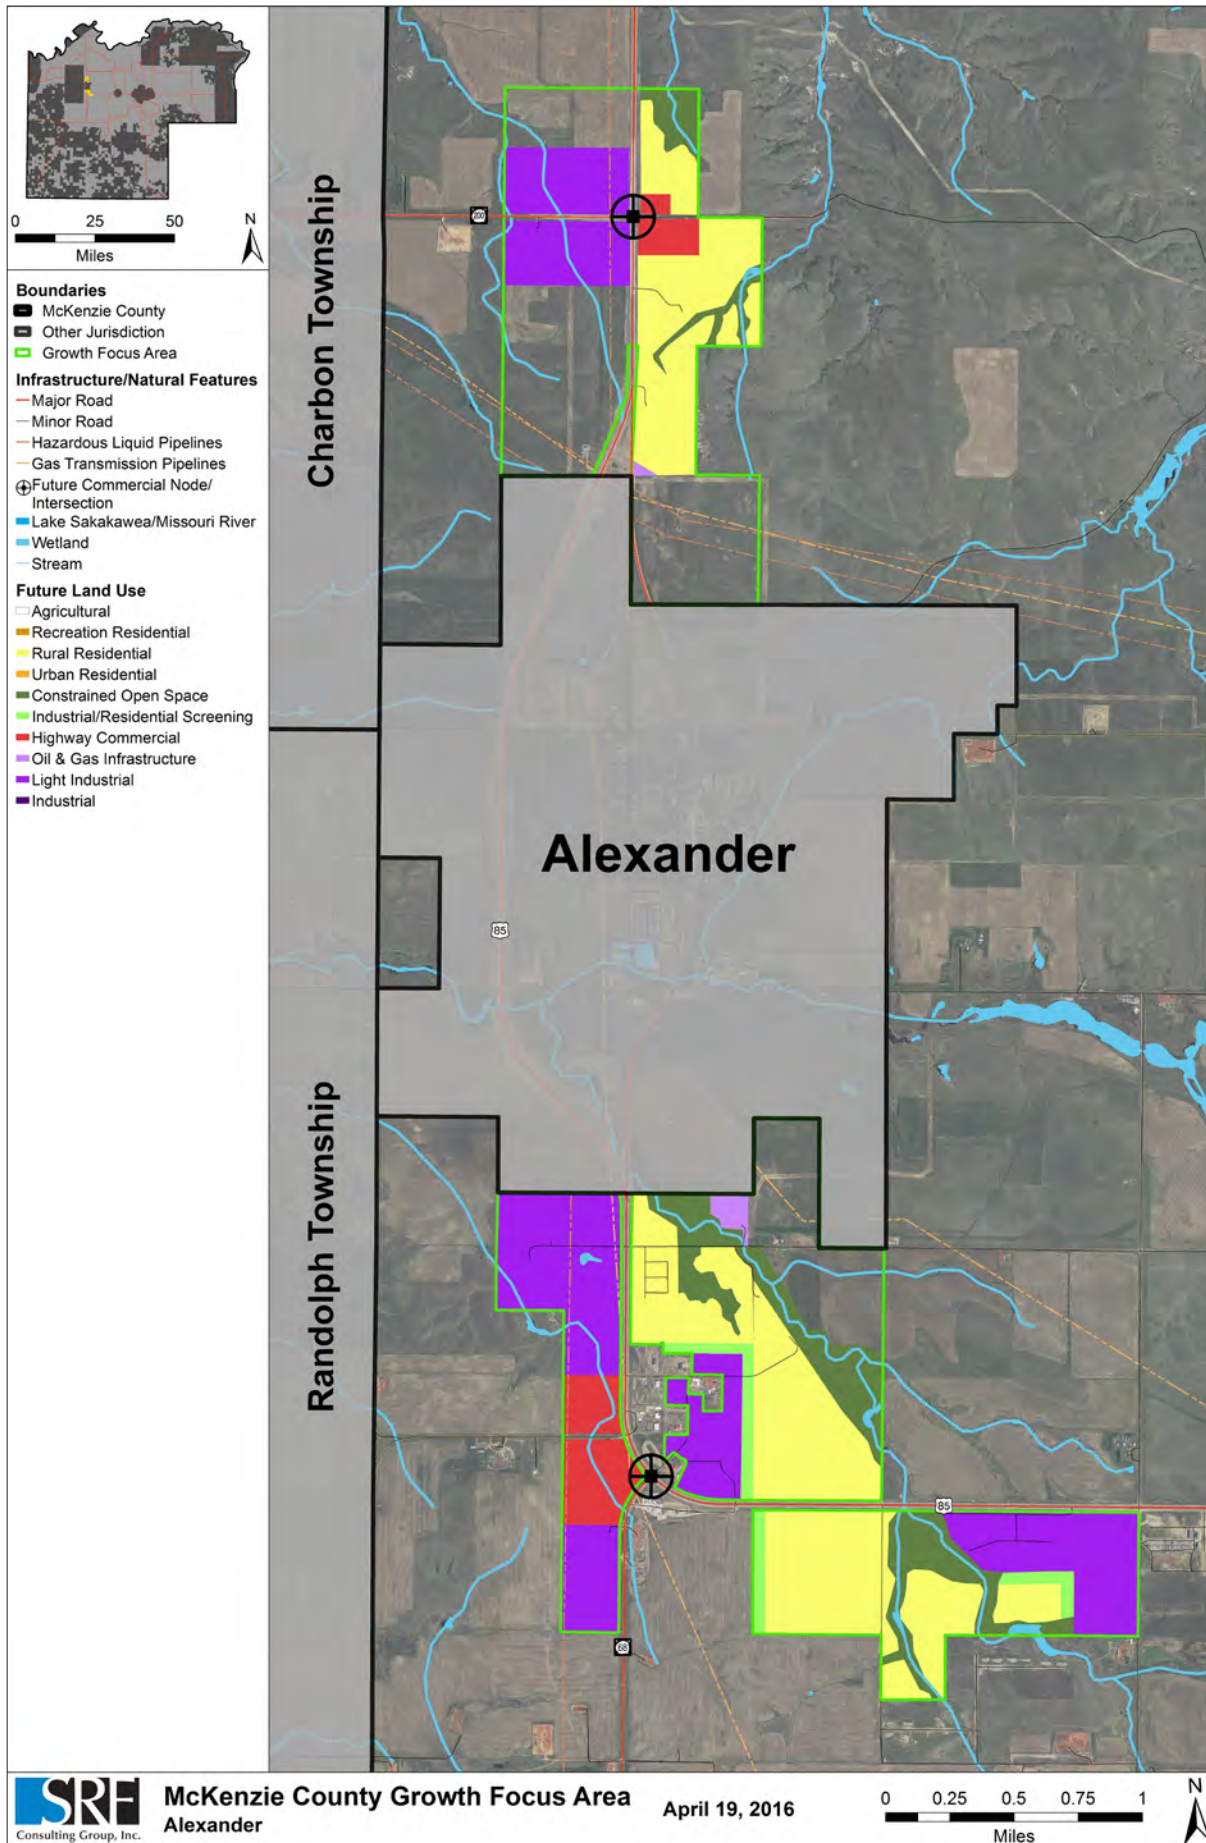 0 25 50
Miles
N
Boundaries
McKenzie County
Other Jurisdiction
Growth Focus Area
Infrastructure/Natural Features
Major Road
Minor Road
Hazardous Liquid Pipelines
Gas Transmission Pipelines
Future Commercial Node/
Intersection
Lake Sakakawea/Missouri River
Wetland
Stream
Future Land Use
Agricultural
Recreation Residential
Rural Residential
Urban Residential
Constrained Open Space
Industrial/Residential Screening
Highway Commercial
Oil & Gas Infrastructure
Light Industrial
Industrial
Charbon Township
200
Alexander
85
Randolph Township
85
68
SRF
Consulting Group, Inc.
McKenzie County Growth Focus Area
Alexander
April 19, 2016
0 0.25 0.5 0.75 1
Miles
N